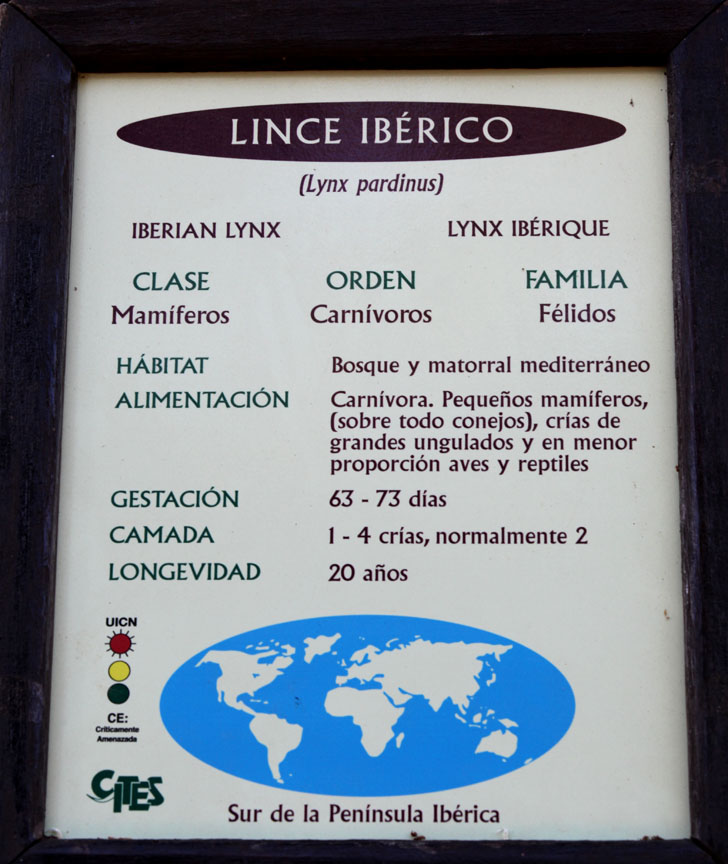 LINCE IBÉRICO
(Lynx pardinus)
IBERIAN LYNX LYNX IBÉRIQUE
CLASE ORDEN FAMILIA
Mamíferos Carnívoros Félidos
HÁBITAT Bosque y matorral mediterráneo
ALIMENTACIÓN Carnívora. Pequeños mamíferos,
(sobre todo conejos), crías de
grandes ungulados y en menor
proporción aves y reptiles
GESTACIÓN 63 - 73 días
CAMADA 1 - 4 crías, normalmente 2
LONGEVIDAD 20 años
UICN
CE:
Críticamente
Amenazada
CITES
Sur de la Península Ibérica